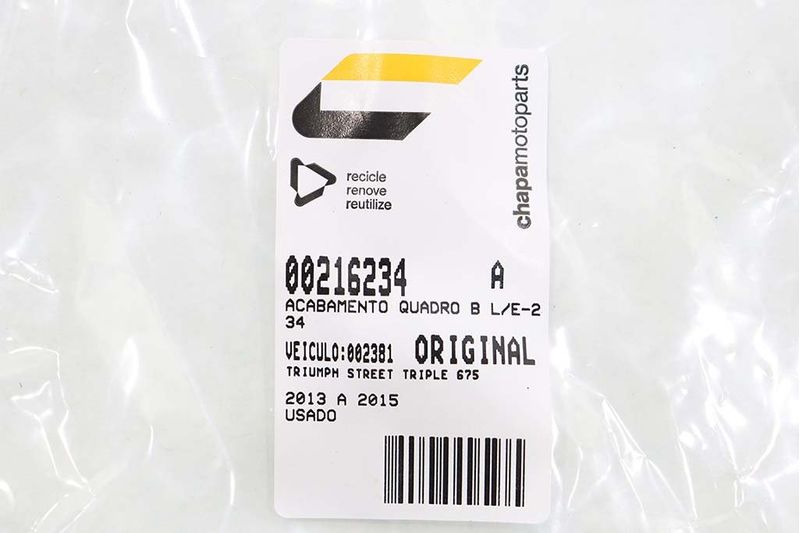 chapamotoparts
recicle
renove
reutilize
00216234 A
ACABAMENTO QUADRO B L/E-2
34
VEICULO:002381 ORIGINAL
TRIUMPH STREET TRIPLE 675
2013 A 2015
USADO